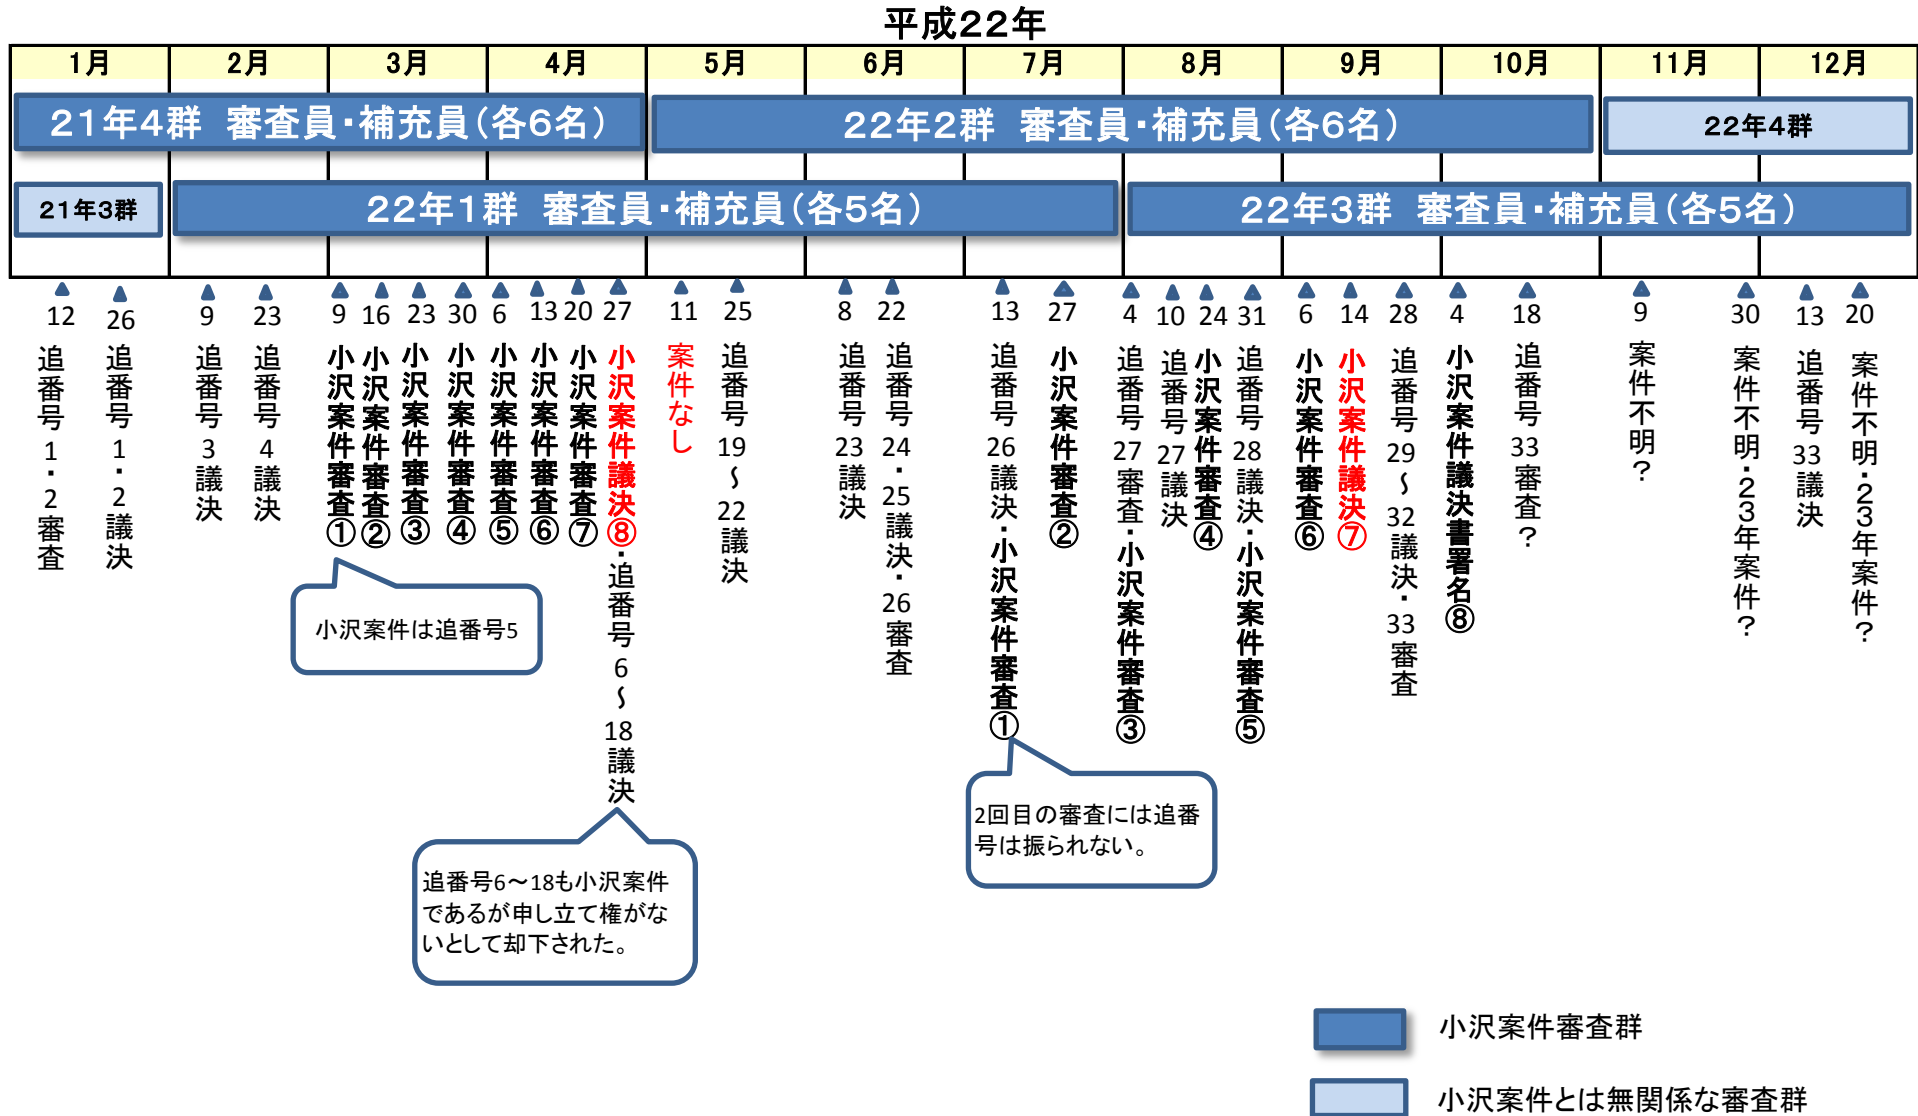 平成22年
1月
2月
3月
4月
5月
6月
7月
8月
9月
10月
11月
12月
21年4群 審査員・補充員(各6名)
22年2群 審査員・補充員(各6名)
22年4群
21年3群
22年1群 審査員・補充員(各5名)
22年3群 審査員・補充員(各5名)
12
追番号1・2審査
26
追番号1・2議決
9
追番号3議決
23
追番号4議決
9
小沢案件審査①
16
小沢案件審査②
23
小沢案件審査③
30
小沢案件審査④
6
小沢案件審査⑤
13
小沢案件審査⑥
20
小沢案件審査⑦
27
小沢案件議決⑧・追番号6～18議決
11
案件なし
25
追番号19～22議決
8
追番号23議決
22
追番号24・25議決・26審査
13
追番号26議決・小沢案件審査①
27
小沢案件審査②
4
追番号27審査・小沢案件審査③
10
追番号27議決
24
小沢案件審査④
31
追番号28議決・小沢案件審査⑤
6
小沢案件審査⑥
14
小沢案件議決⑦
28
追番号29～32議決・33審査
4
小沢案件議決書署名⑧
18
追番号33審査?
9
案件不明?
30
案件不明・23年案件?
13
追番号33議決
20
案件不明・23年案件?
小沢案件は追番号5
2回目の審査には追番
号は振られない。
追番号6～18も小沢案件
であるが申し立て権がな
いとして却下された。
小沢案件審査群
小沢案件とは無関係な審査群